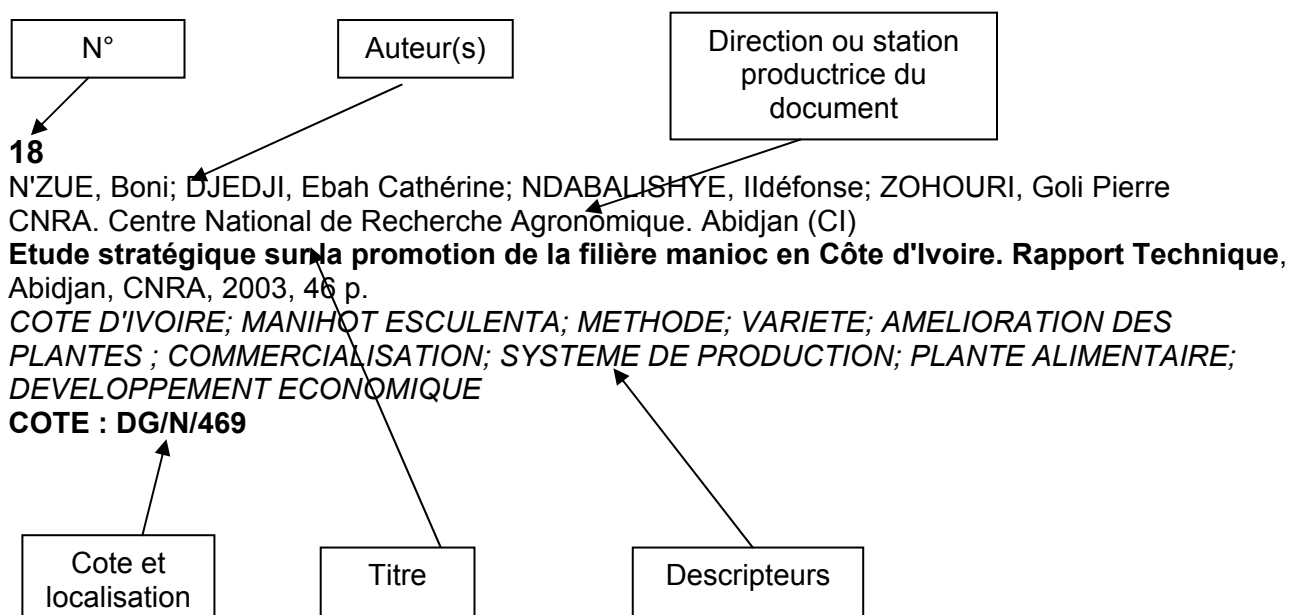 N°
Auteur(s)
Direction ou station
productrice du
document
18
N'ZUE, Boni; DJEDJI, Ebah Cathérine; NDABALISHYE, Ildéfonse; ZOHOURI, Goli Pierre
CNRA. Centre National de Recherche Agronomique. Abidjan (CI)
Etude stratégique sur la promotion de la filière manioc en Côte d'Ivoire. Rapport Technique,
Abidjan, CNRA, 2003, 46 p.
COTE D'IVOIRE; MANIHOT ESCULENTA; METHODE; VARIETE; AMELIORATION DES
PLANTES ; COMMERCIALISATION; SYSTEME DE PRODUCTION; PLANTE ALIMENTAIRE;
DEVELOPPEMENT ECONOMIQUE
COTE : DG/N/469
Cote et
localisation
Titre
Descripteurs